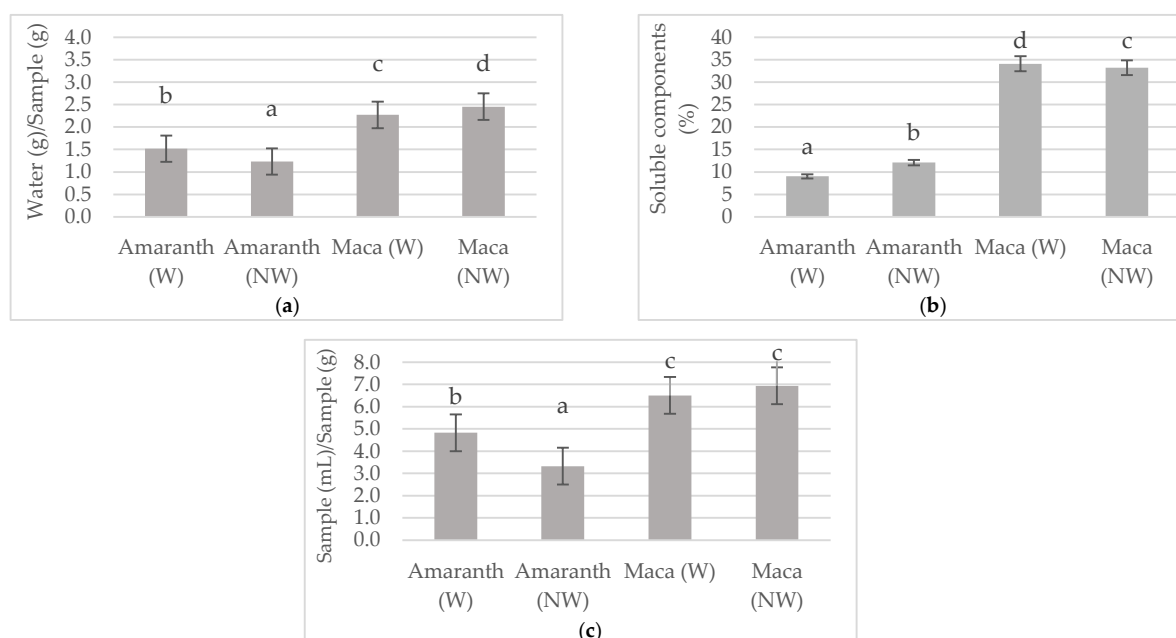 Water (g)/Sample (g)
4.0
3.5
3.0
2.5
2.0
1.5
1.0
0.5
0.0
b
a
c
d
Amaranth (W)
Amaranth (NW)
Maca (W)
Maca (NW)
(a)
Soluble components (%)
40
35
30
25
20
15
10
5
0
a
b
d
c
Amaranth (W)
Amaranth (NW)
Maca (W)
Maca (NW)
(b)
Sample (mL)/Sample (g)
8.0
7.0
6.0
5.0
4.0
3.0
2.0
1.0
0.0
b
a
c
c
Amaranth (W)
Amaranth (NW)
Maca (W)
Maca (NW)
(c)